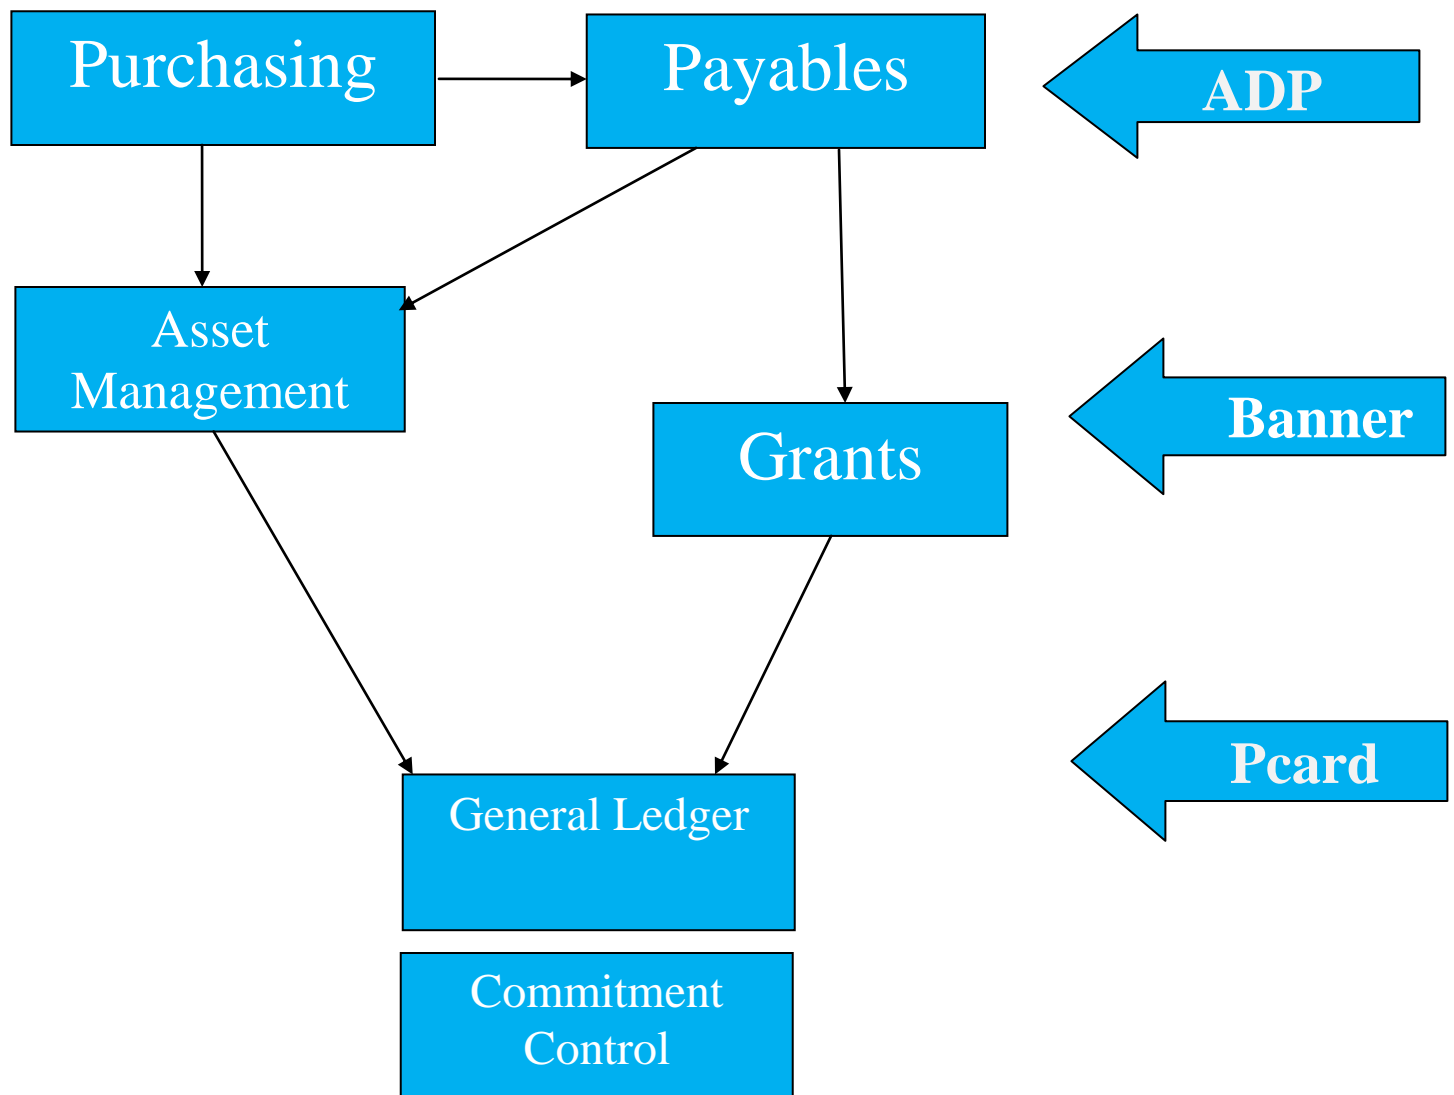 Purchasing
Payables
ADP
Asset
Management
Banner
Grants
Pcard
General Ledger
Commitment
Control